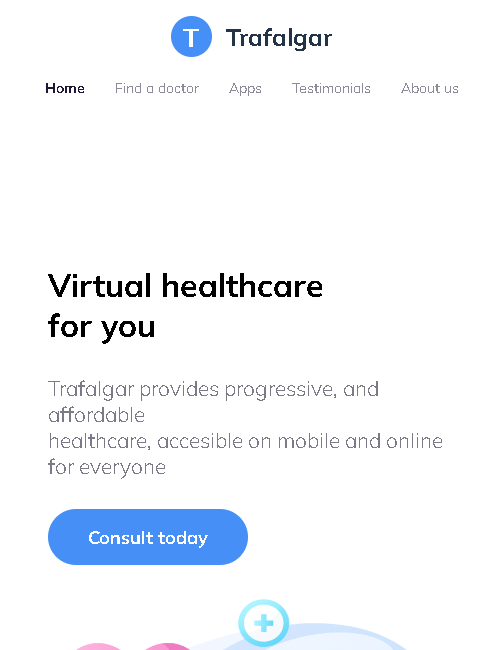 T Trafalgar
Home Find a doctor Apps Testimonials About us
Virtual healthcare
for you
Trafalgar provides progressive, and
affordable
healthcare, accesible on mobile and online
for everyone
Consult today